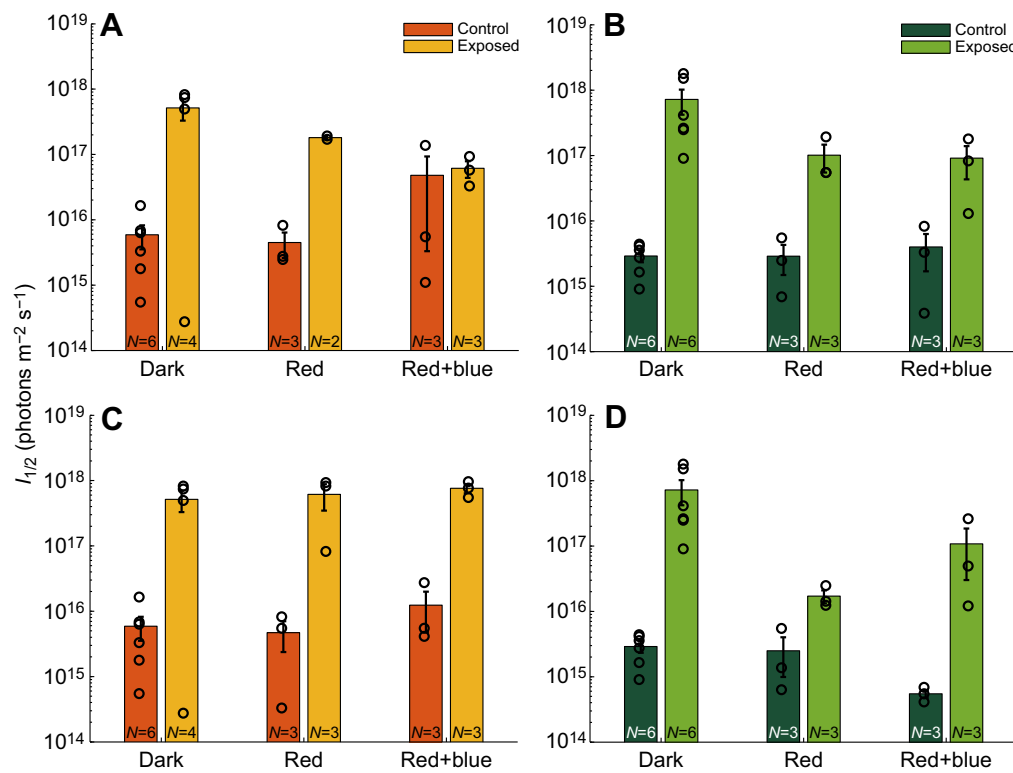 A
Control
Exposed
10^19
10^18
10^17
10^16
10^15
10^14
N=6 N=4 N=3 N=2 N=3 N=3
Dark Red Red+blue
B
Control
Exposed
10^19
10^18
10^17
10^16
10^15
10^14
N=6 N=6 N=3 N=3 N=3 N=3
Dark Red Red+blue
I1/2 (photons m−2 s−1)
C
10^19
10^18
10^17
10^16
10^15
10^14
N=6 N=4 N=3 N=3 N=3 N=3
Dark Red Red+blue
D
10^19
10^18
10^17
10^16
10^15
10^14
N=6 N=6 N=3 N=3 N=3 N=3
Dark Red Red+blue